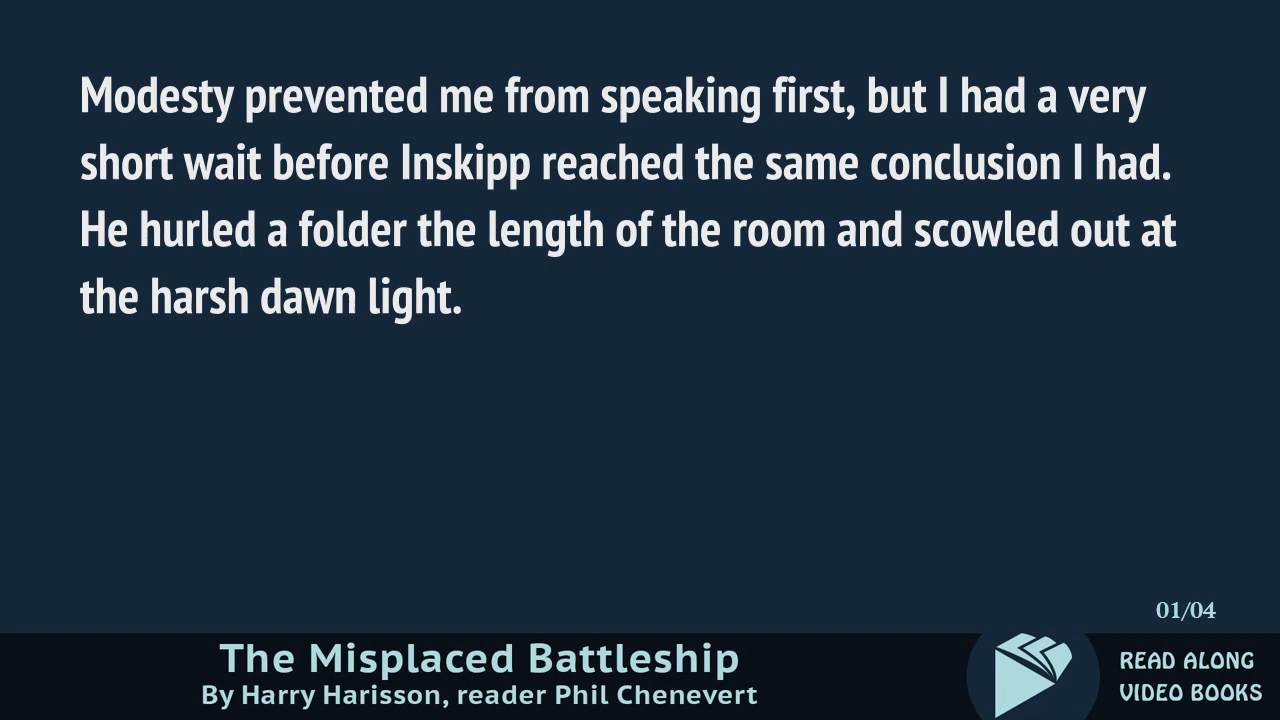 Modesty prevented me from speaking first, but I had a very
short wait before Inskipp reached the same conclusion I had.
He hurled a folder the length of the room and scowled out at
the harsh dawn light.
01/04
The Misplaced Battleship
By Harry Harisson, reader Phil Chenevert
READ ALONG
VIDEO BOOKS